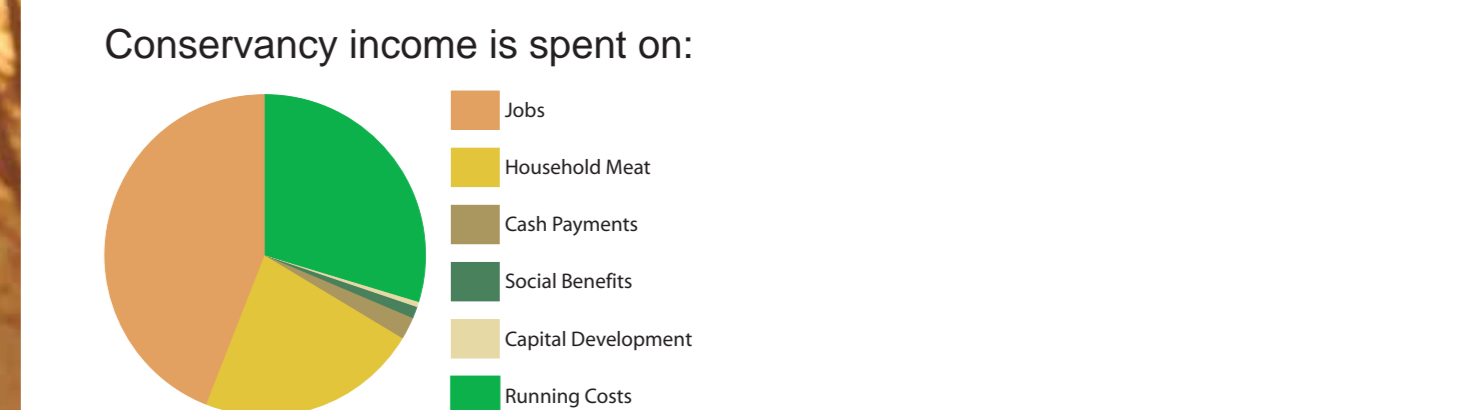 Conservancy income is spent on:
Jobs
Household Meat
Cash Payments
Social Benefits
Capital Development
Running Costs